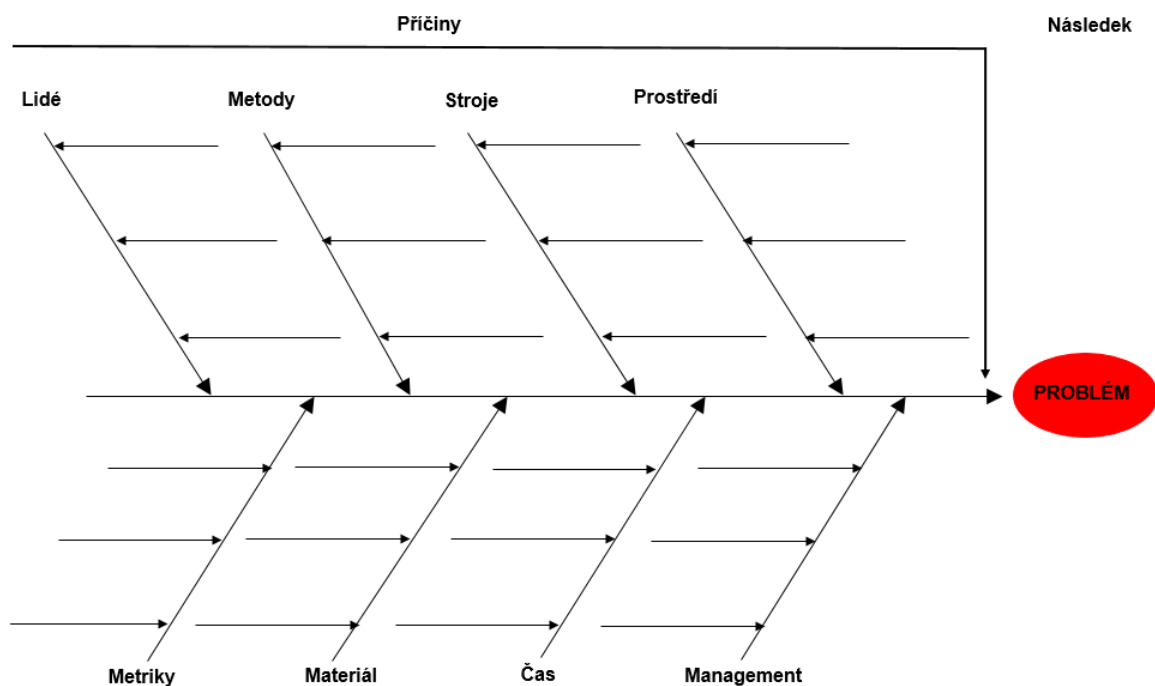 Příčiny
Následek
Lidé
Metody
Stroje
Prostředí
PROBLÉM
Metriky
Materiál
Čas
Management